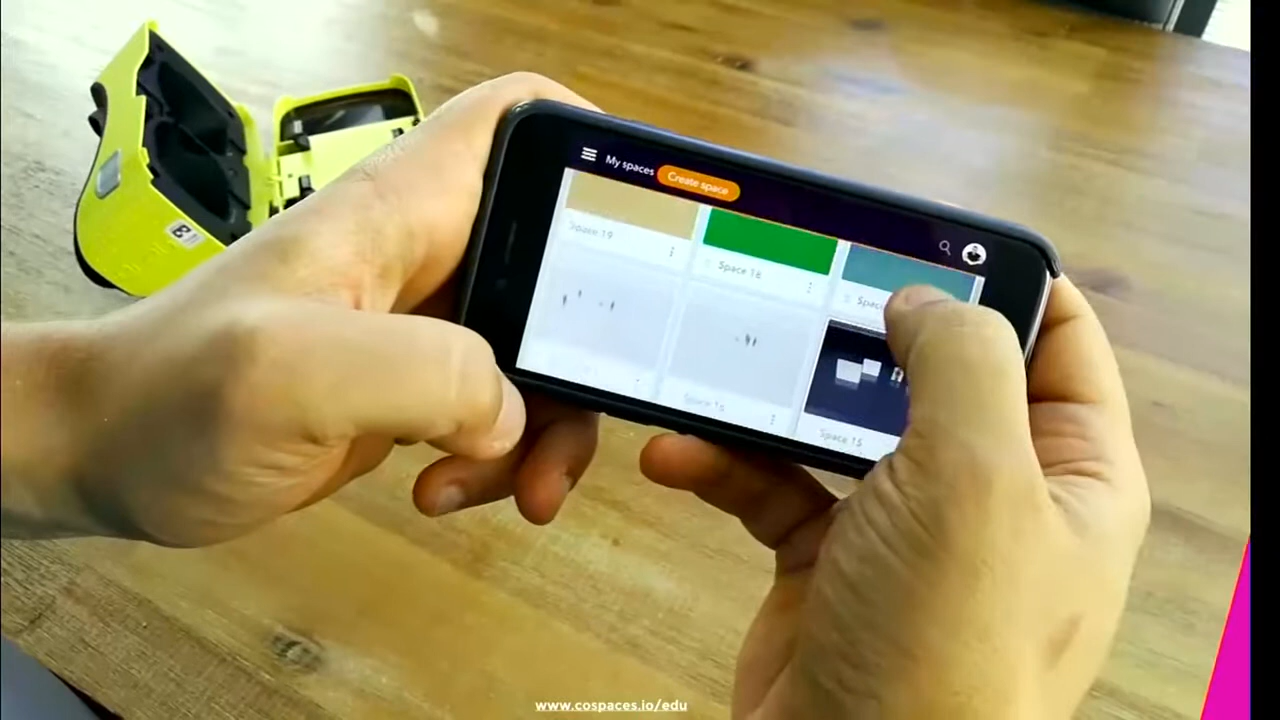 My spaces
Create space
Space 19
Space 18
Space 15
www.cospaces.io/edu